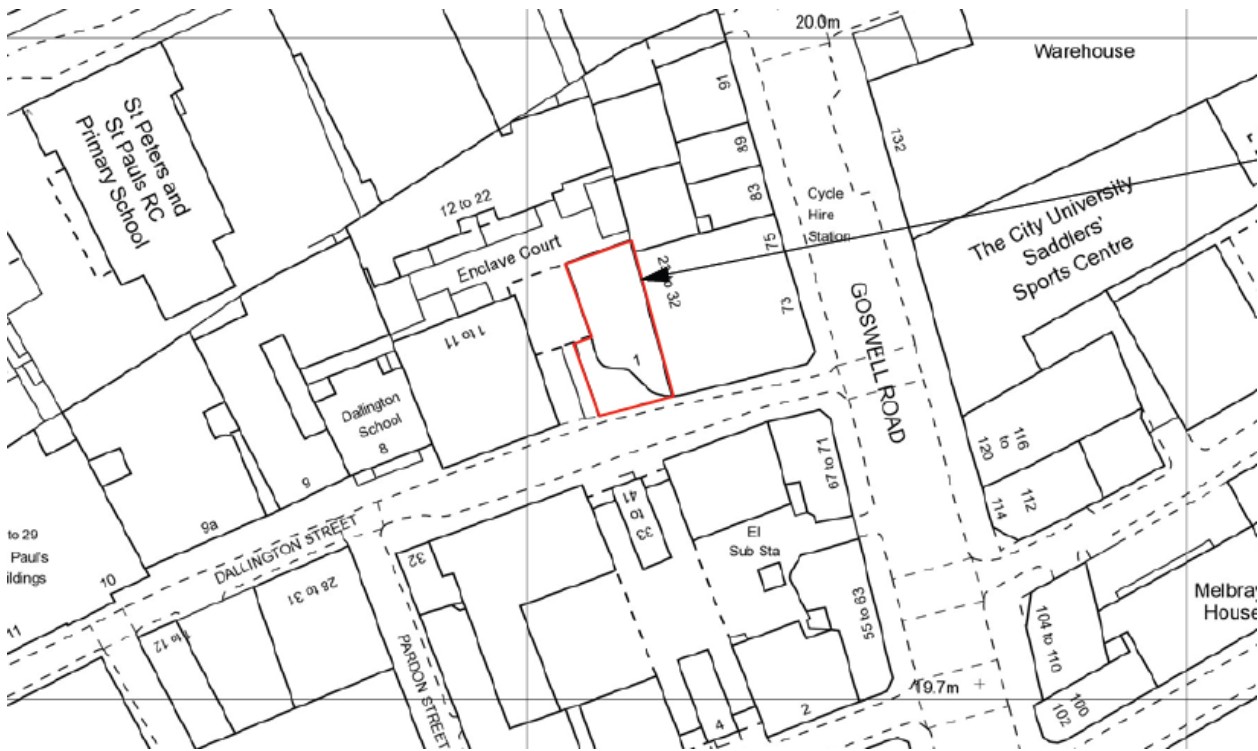 20.0m
Warehouse
St Peters and
St Pauls RC
Primary School
91
89
83
75
73
132
12 to 22
Enclave Court
Cycle
Hire
Station
The City University
Saddlers'
Sports Centre
1 to 11
1
GOSWELL ROAD
Dallington
School
8
9
9a
10
11
to 29
Paul's
ildings
DALLINGTON STREET
28 to 31
1 to 12
32
PARDON STREET
33
to
41
El
Sub Sta
67 to 71
55 to 63
116
to
120
112
114
Melbray
House
104 to 110
100
102
19.7m
2
4